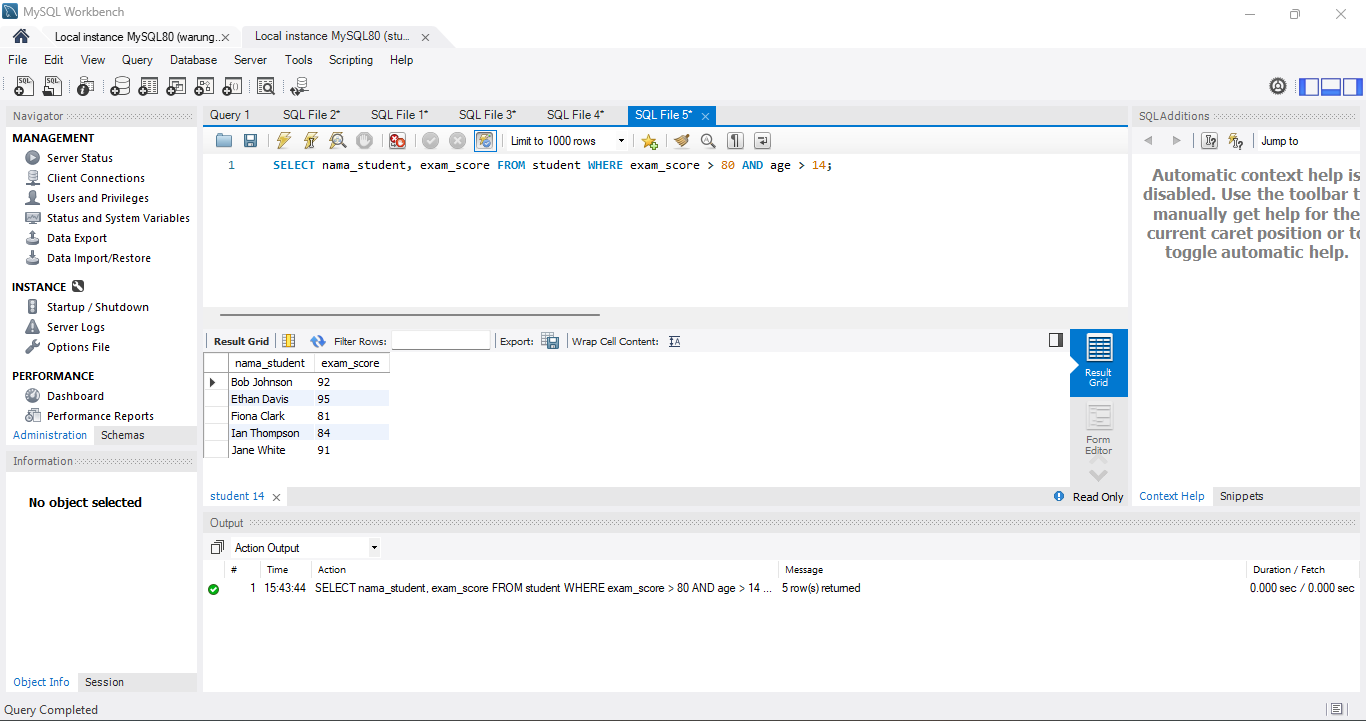 MySQL Workbench
Local instance MySQL80 (warung..
Local instance MySQL80 (stu...
File Edit View Query Database Server Tools Scripting Help
Navigator
MANAGEMENT
Server Status
Client Connections
Users and Privileges
Status and System Variables
Data Export
Data Import/Restore
INSTANCE
Startup / Shutdown
Server Logs
Options File
PERFORMANCE
Dashboard
Performance Reports
Administration Schemas
Information
No object selected
Object Info Session
Query 1 SQL File 2* SQL File 1* SQL File 3* SQL File 4* SQL File 5*
Limit to 1000 rows
1 SELECT nama_student, exam_score FROM student WHERE exam_score > 80 AND age > 14;
Result Grid Filter Rows: Export: Wrap Cell Content:
nama_student exam_score
Bob Johnson 92
Ethan Davis 95
Fiona Clark 81
Ian Thompson 84
Jane White 91
Result
Grid
Form
Editor
student 14
Read Only
SQLAdditions
Jump to
Automatic context help is
disabled. Use the toolbar t
manually get help for the
current caret position or to
toggle automatic help.
Context Help Snippets
Output
Action Output
# Time Action Message Duration / Fetch
1 15:43:44 SELECT nama_student, exam_score FROM student WHERE exam_score > 80 AND age > 14 ... 5 row(s) returned 0.000 sec / 0.000 sec
Query Completed